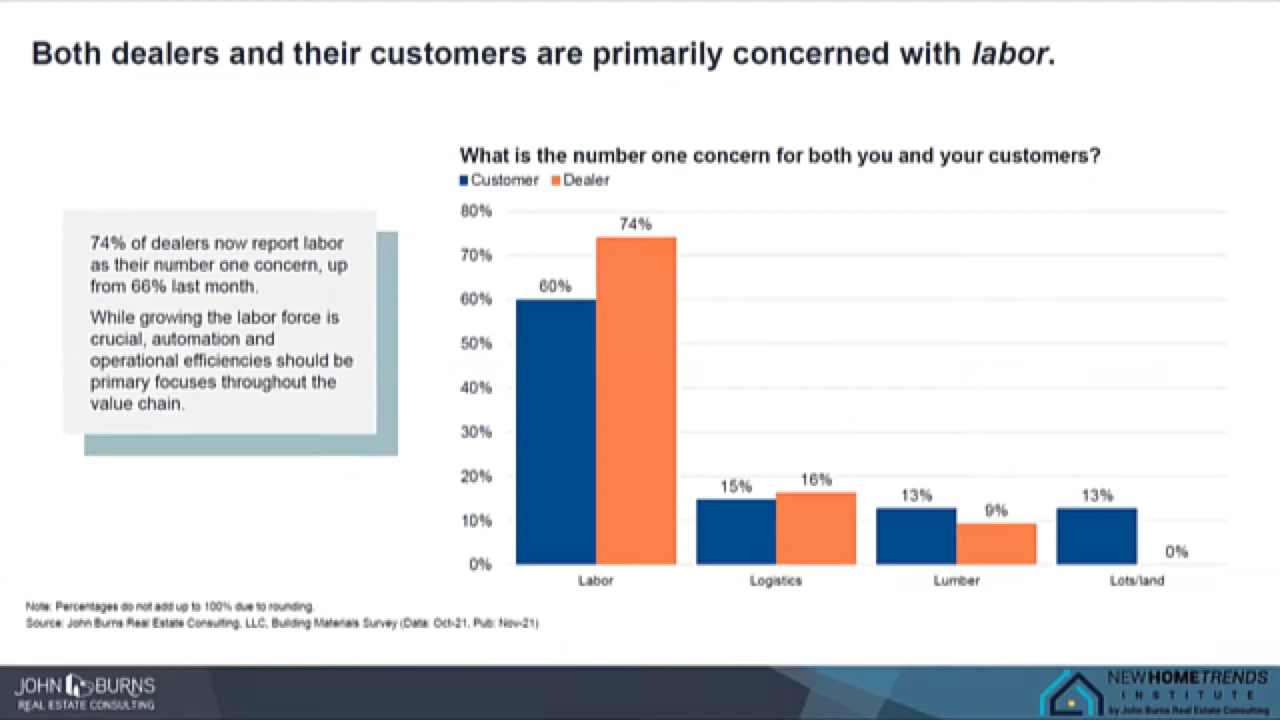 Both dealers and their customers are primarily concerned with labor.
What is the number one concern for both you and your customers?
Customer Dealer
74% of dealers now report labor
as their number one concern, up
from 66% last month.
While growing the labor force is
crucial, automation and
operational efficiencies should be
primary focuses throughout the
value chain.
80%
70%
60%
50%
40%
30%
20%
10%
0%
60%
74%
15%
16%
13%
9%
13%
0%
Labor
Logistics
Lumber
Lots/land
Note: Percentages do not add up to 100% due to rounding.
Source: John Burns Real Estate Consulting, LLC, Building Materials Survey (Data: Oct-21, Pub: Nov-21)
JOHN BURNS
REAL ESTATE CONSULTING
NEWHOMETRENDS
INSTITUTE
by John Burns Real Estate Consulting